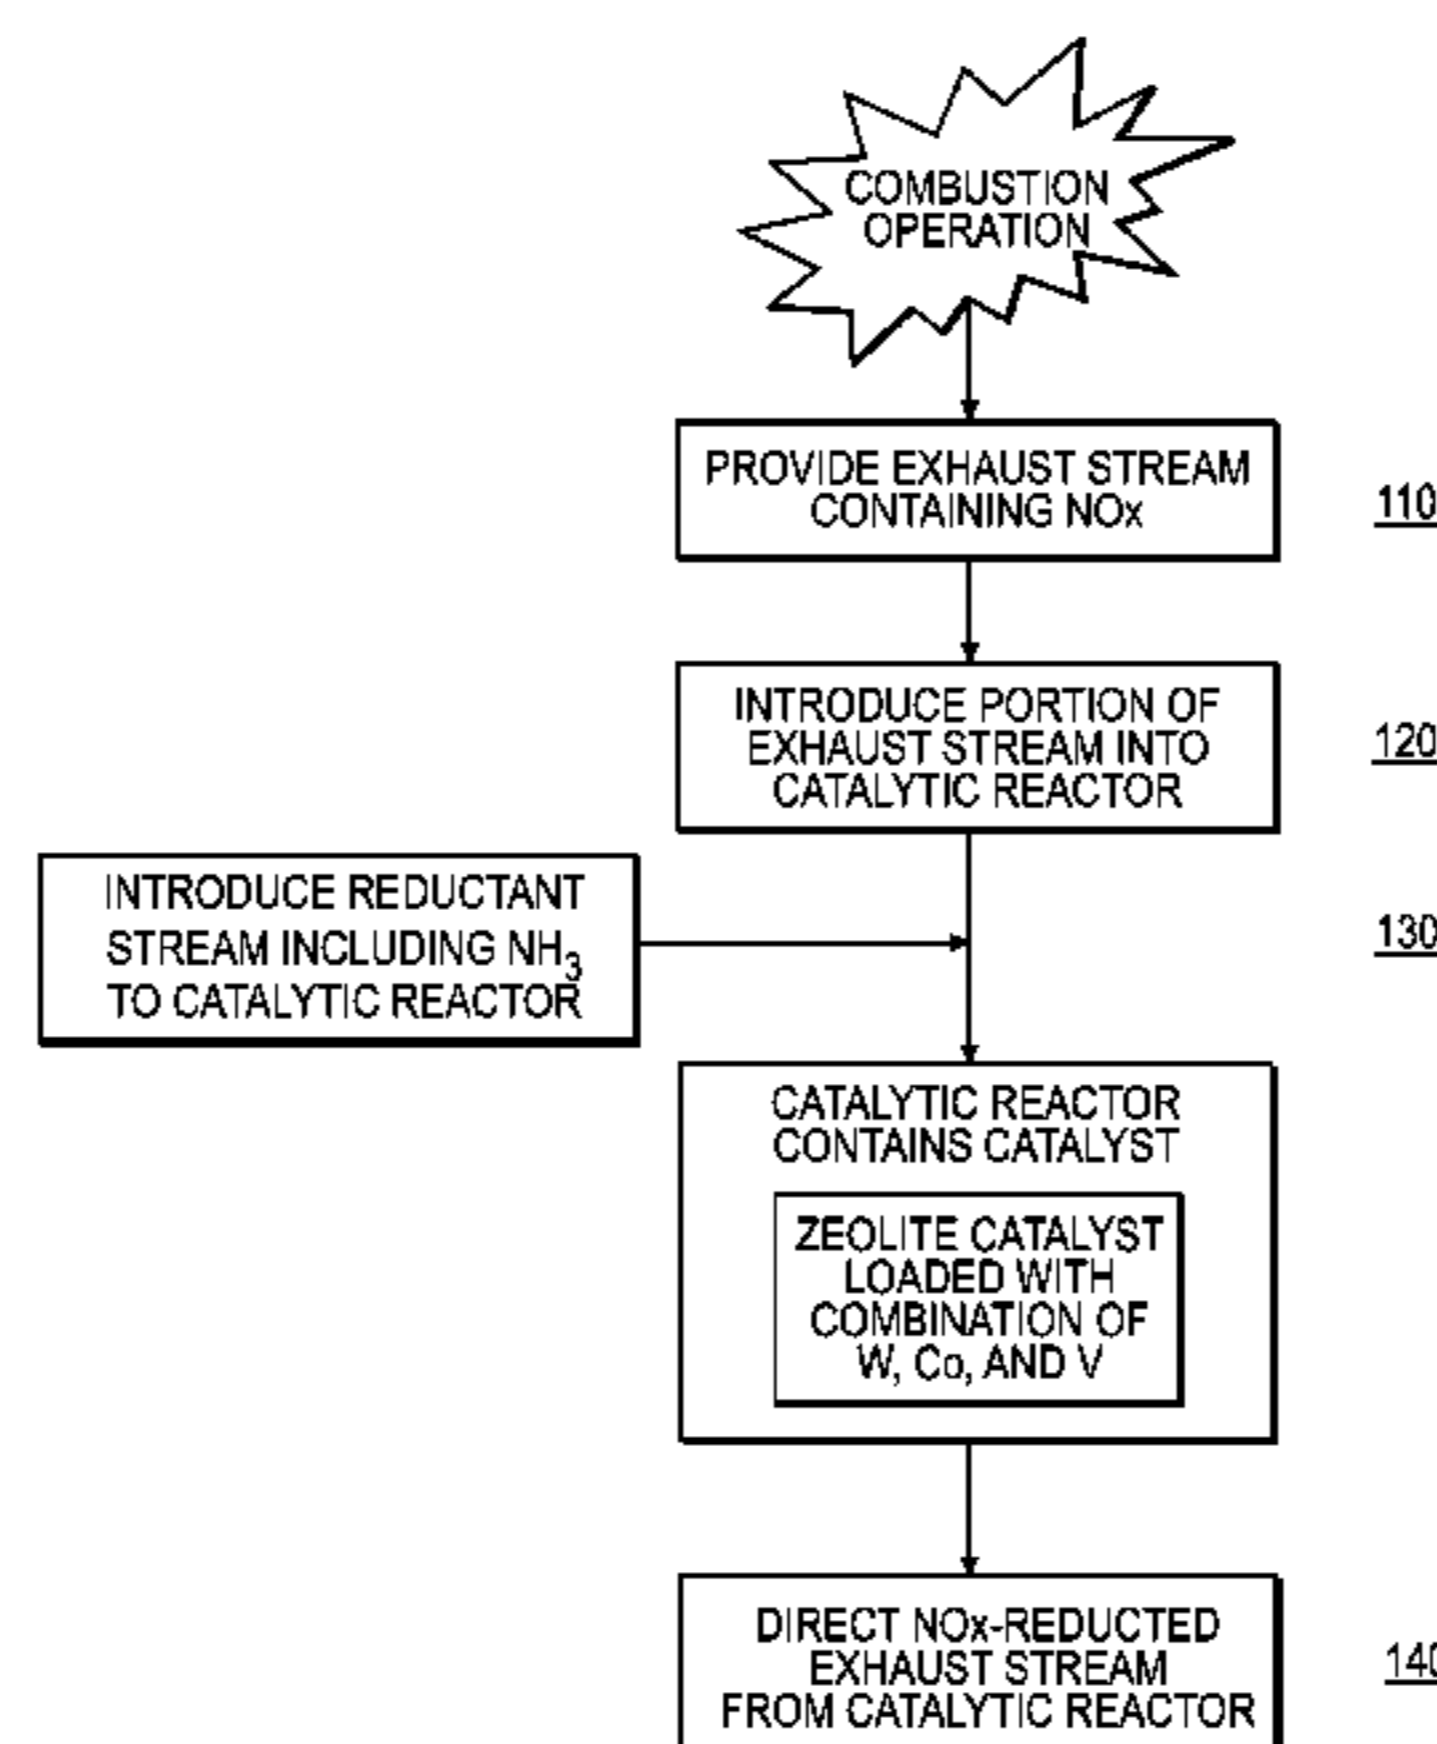 COMBUSTION
OPERATION
PROVIDE EXHAUST STREAM
CONTAINING NOx
110
INTRODUCE PORTION OF
EXHAUST STREAM INTO
CATALYTIC REACTOR
120
INTRODUCE REDUCTANT
STREAM INCLUDING NH₃
TO CATALYTIC REACTOR
130
CATALYTIC REACTOR
CONTAINS CATALYST
ZEOLITE CATALYST
LOADED WITH
COMBINATION OF
W, Co, AND V
DIRECT NOx-REDUCTED
EXHAUST STREAM
FROM CATALYTIC REACTOR
140